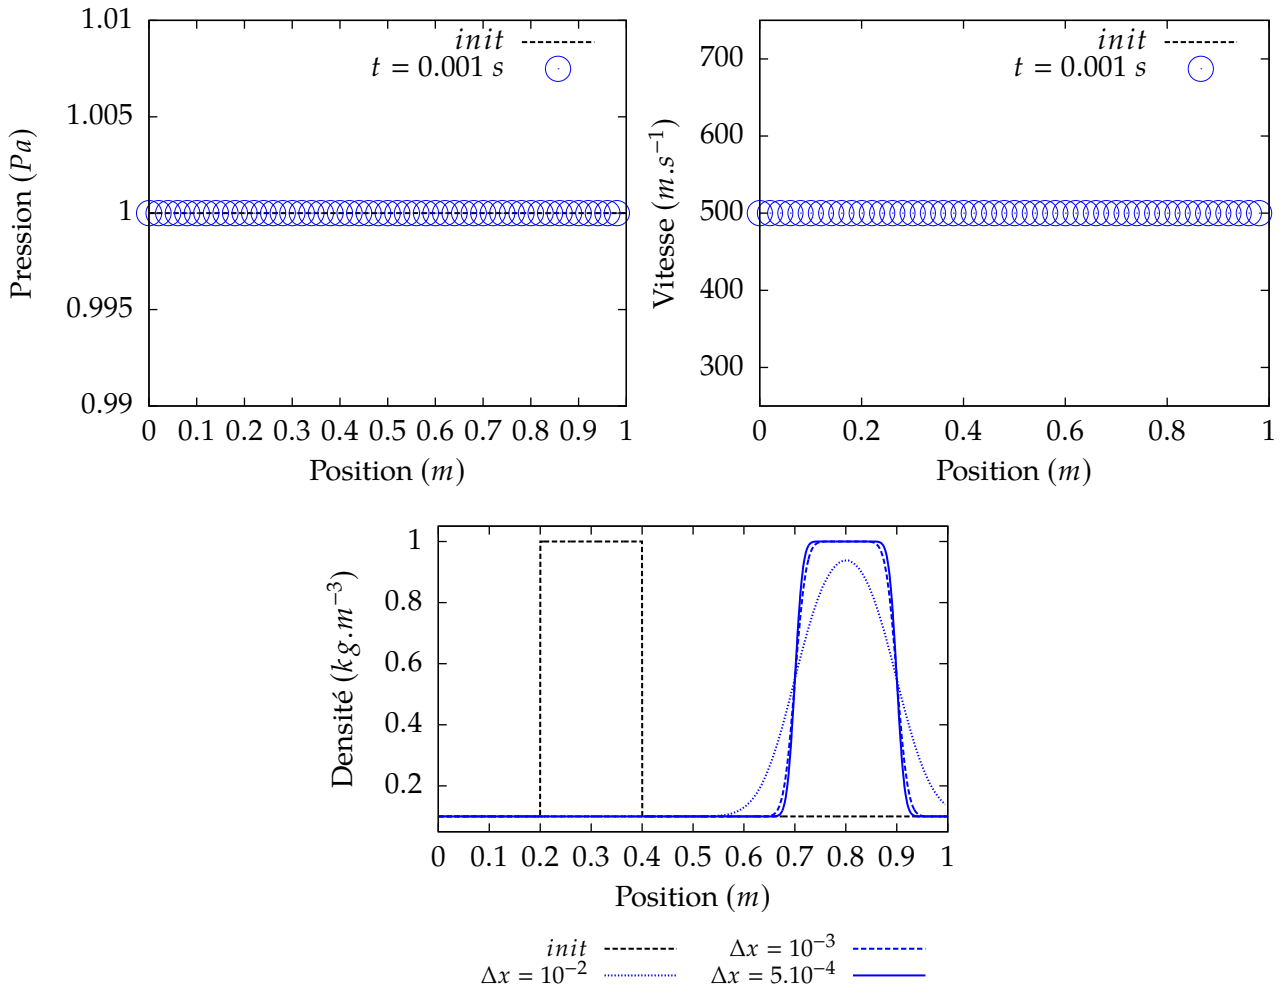 1.01
1.005
1
0.995
0.99
Pression (Pa)
init
t = 0.001 s
0 0.1 0.2 0.3 0.4 0.5 0.6 0.7 0.8 0.9 1
Position (m)
700
600
500
400
300
Vitesse (m.s⁻¹)
init
t = 0.001 s
0 0.2 0.4 0.6 0.8 1
Position (m)
1
0.8
0.6
0.4
0.2
Densité (kg.m⁻³)
0 0.1 0.2 0.3 0.4 0.5 0.6 0.7 0.8 0.9 1
Position (m)
init
Δx = 10⁻²
Δx = 10⁻³
Δx = 5.10⁻⁴